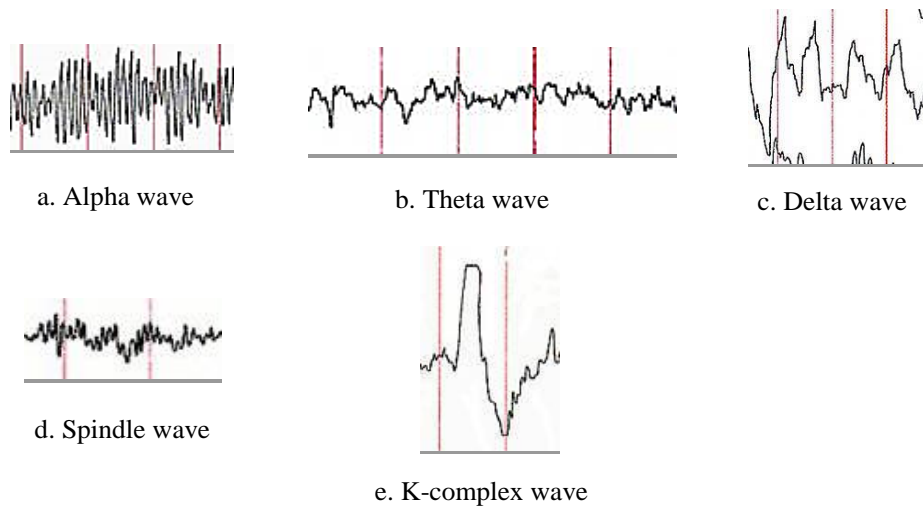 a. Alpha wave
b. Theta wave
c. Delta wave
d. Spindle wave
e. K-complex wave